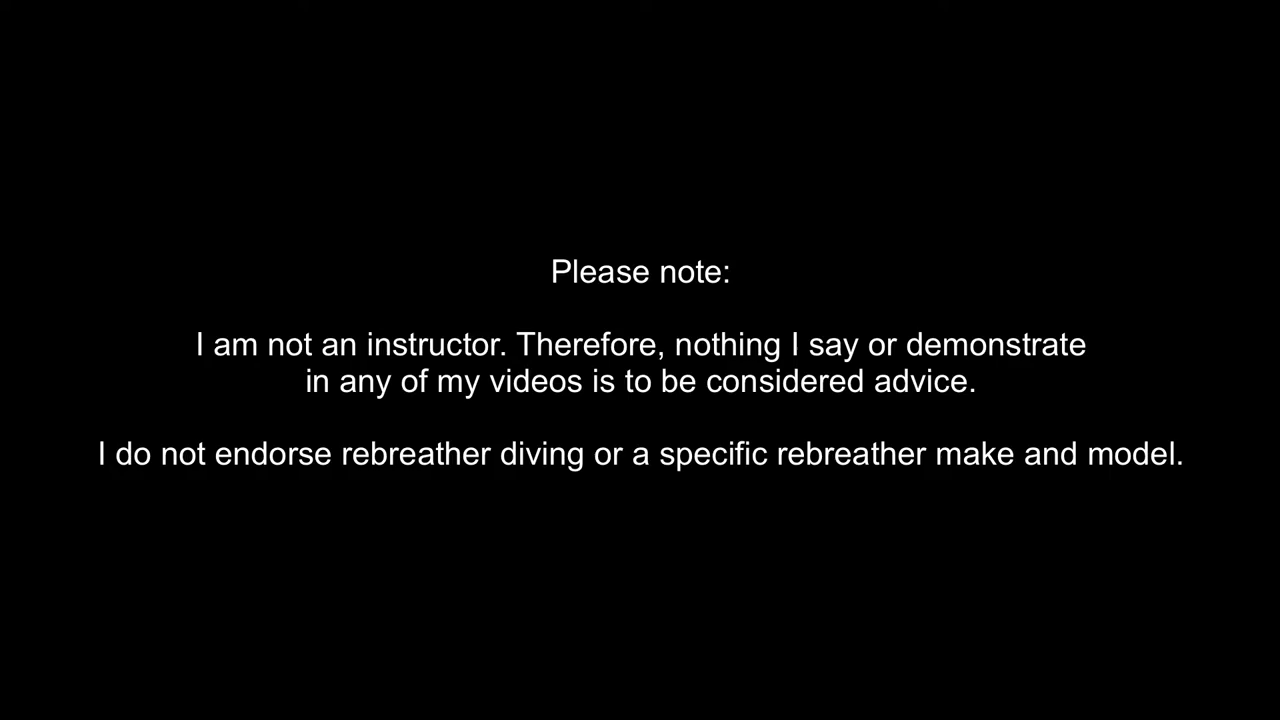 Please note:
I am not an instructor. Therefore, nothing I say or demonstrate
in any of my videos is to be considered advice.
I do not endorse rebreather diving or a specific rebreather make and model.